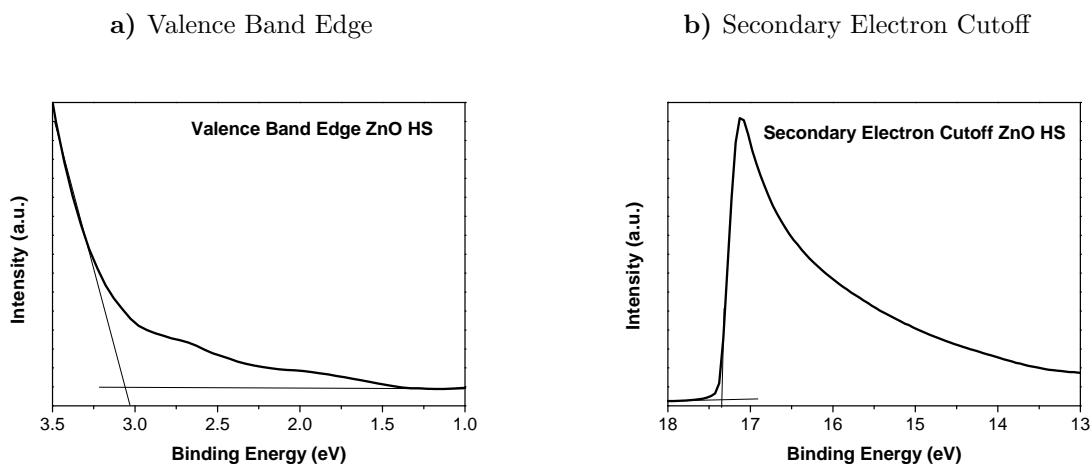 a) Valence Band Edge
Valence Band Edge ZnO HS
Intensity (a.u.)
3.5 3.0 2.5 2.0 1.5 1.0
Binding Energy (eV)
b) Secondary Electron Cutoff
Secondary Electron Cutoff ZnO HS
Intensity (a.u.)
18 17 16 15 14 13
Binding Energy (eV)